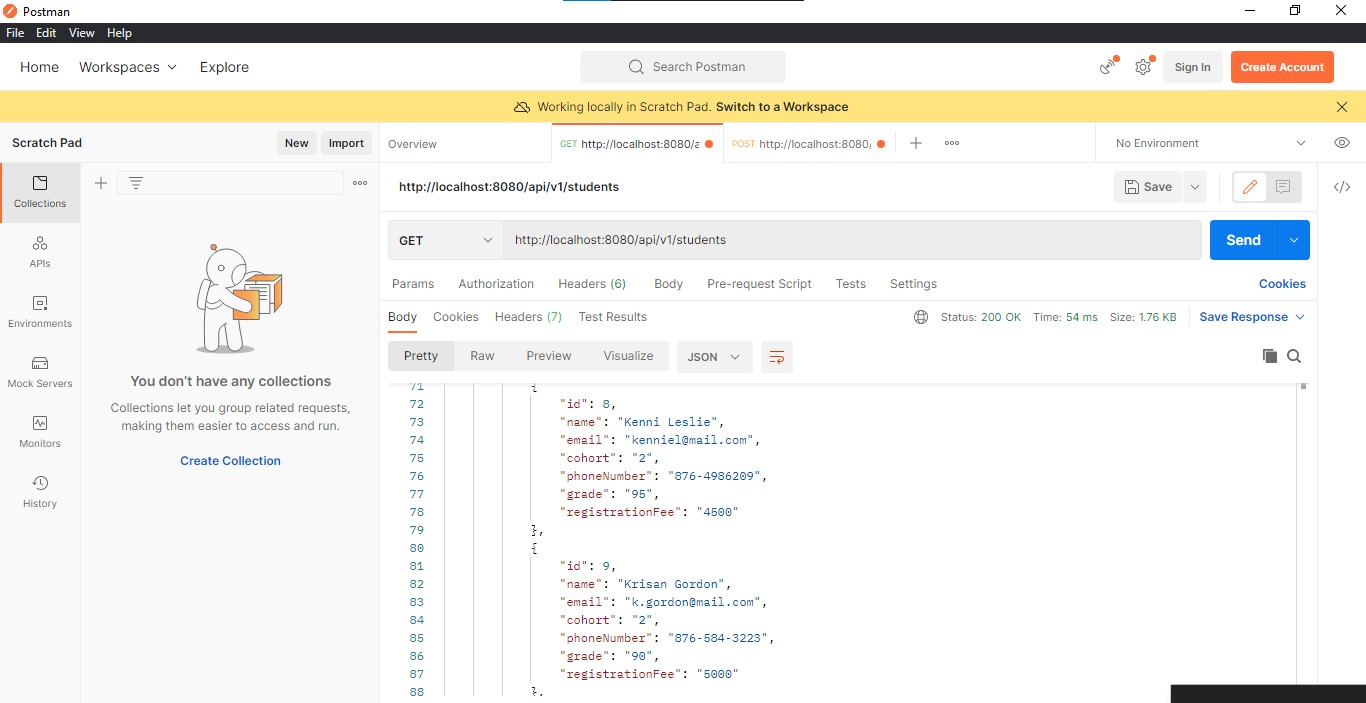 Postman
File Edit View Help
Home Workspaces Explore Search Postman Sign In Create Account
Working locally in Scratch Pad. Switch to a Workspace
Scratch Pad New Import Overview GET http://localhost:8080/a POST http://localhost:8080/ No Environment
Collections
APIs
Environments
Mock Servers
Monitors
History
You don't have any collections
Collections let you group related requests,
making them easier to access and run.
Create Collection
http://localhost:8080/api/v1/students Save
GET http://localhost:8080/api/v1/students Send
Params Authorization Headers (6) Body Pre-request Script Tests Settings Cookies
Body Cookies Headers (7) Test Results Status: 200 OK Time: 54 ms Size: 1.76 KB Save Response
Pretty Raw Preview Visualize JSON
71 {
72 "id": 8,
73 "name": "Kenni Leslie",
74 "email": "kenniel@mail.com",
75 "cohort": "2",
76 "phoneNumber": "876-4986209",
77 "grade": "95",
78 "registrationFee": "4500"
79 },
80 {
81 "id": 9,
82 "name": "Krisan Gordon",
83 "email": "k.gordon@mail.com",
84 "cohort": "2",
85 "phoneNumber": "876-584-3223",
86 "grade": "90",
87 "registrationFee": "5000"
88 },